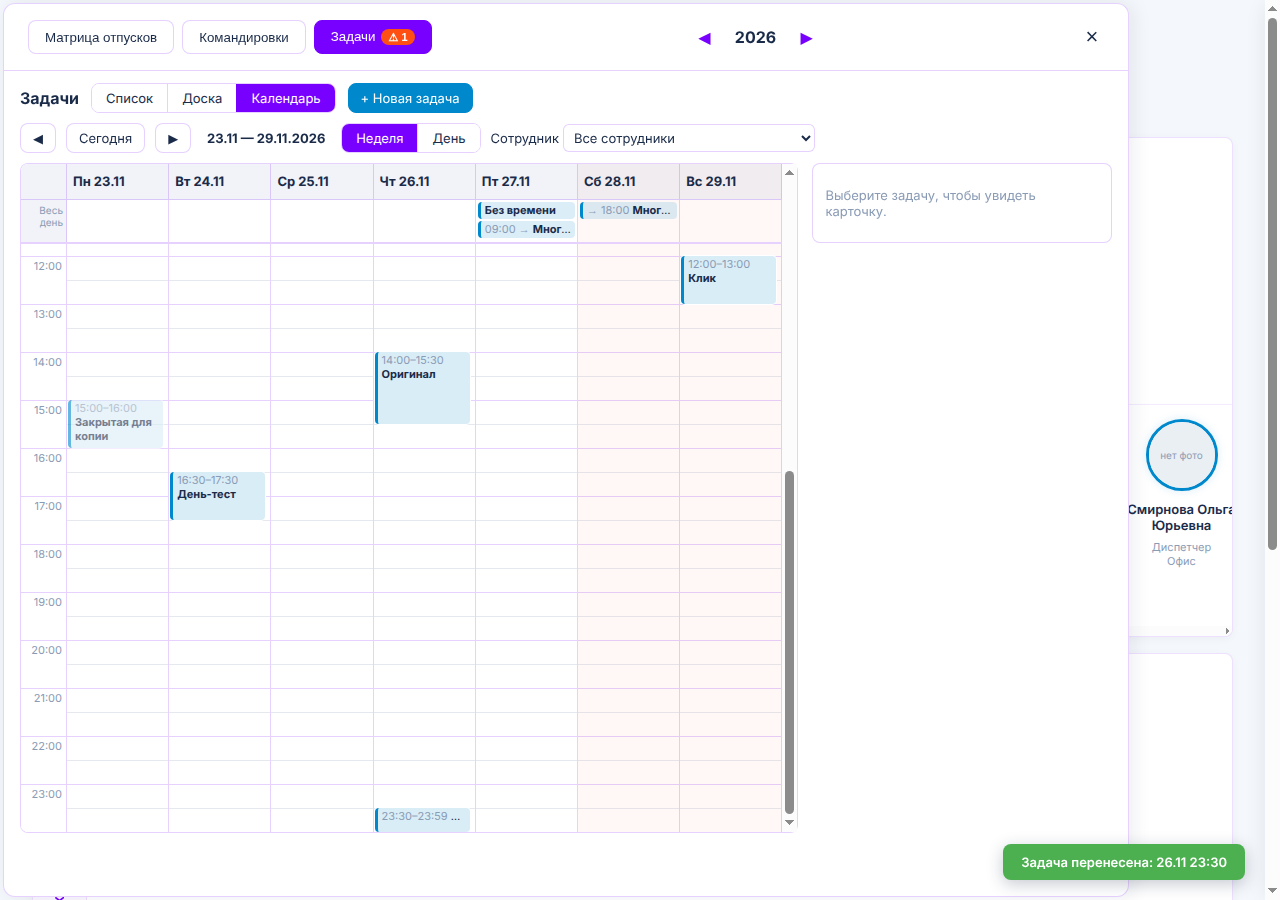 Матрица отпусков
Командировки
Задачи ⚠ 1
◀ 2026 ▶
×
Задачи
Список
Доска
Календарь
+ Новая задача
◀ Сегодня ▶
23.11 — 29.11.2026
Неделя
День
Сотрудник
Все сотрудники
Пн 23.11
Вт 24.11
Ср 25.11
Чт 26.11
Пт 27.11
Сб 28.11
Вс 29.11
Весь
день
Без времени
09:00 → Мног...
→ 18:00 Мног...
12:00
13:00
14:00
15:00
16:00
17:00
18:00
19:00
20:00
21:00
22:00
23:00
15:00–16:00
Закрытая для
копии
16:30–17:30
День-тест
14:00–15:30
Оригинал
23:30–23:59 ...
12:00–13:00
Клик
Выберите задачу, чтобы увидеть
карточку.
нет фото
Смирнова Ольга
Юрьевна
Диспетчер
Офис
Задача перенесена: 26.11 23:30